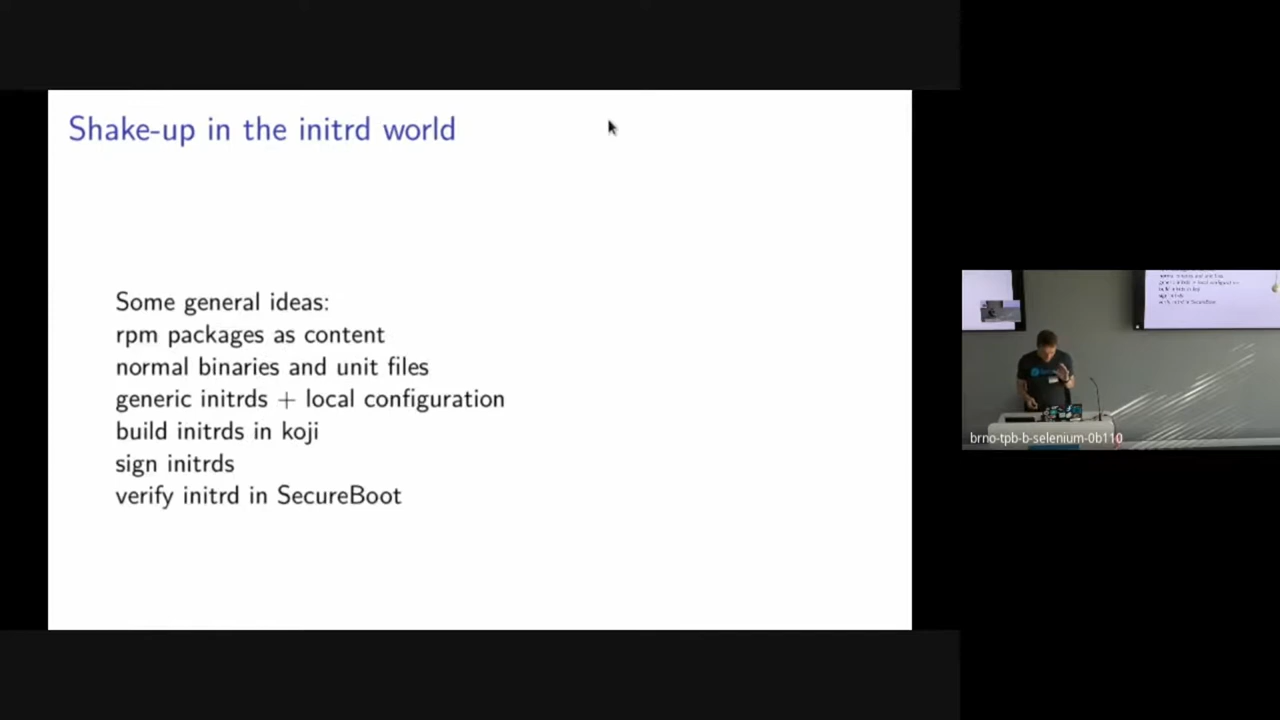 Shake-up in the initrd world
Some general ideas:
rpm packages as content
normal binaries and unit files
generic initrds + local configuration
build initrds in koji
sign initrds
verify initrd in SecureBoot
brno-tpb-b-selenium-0b110